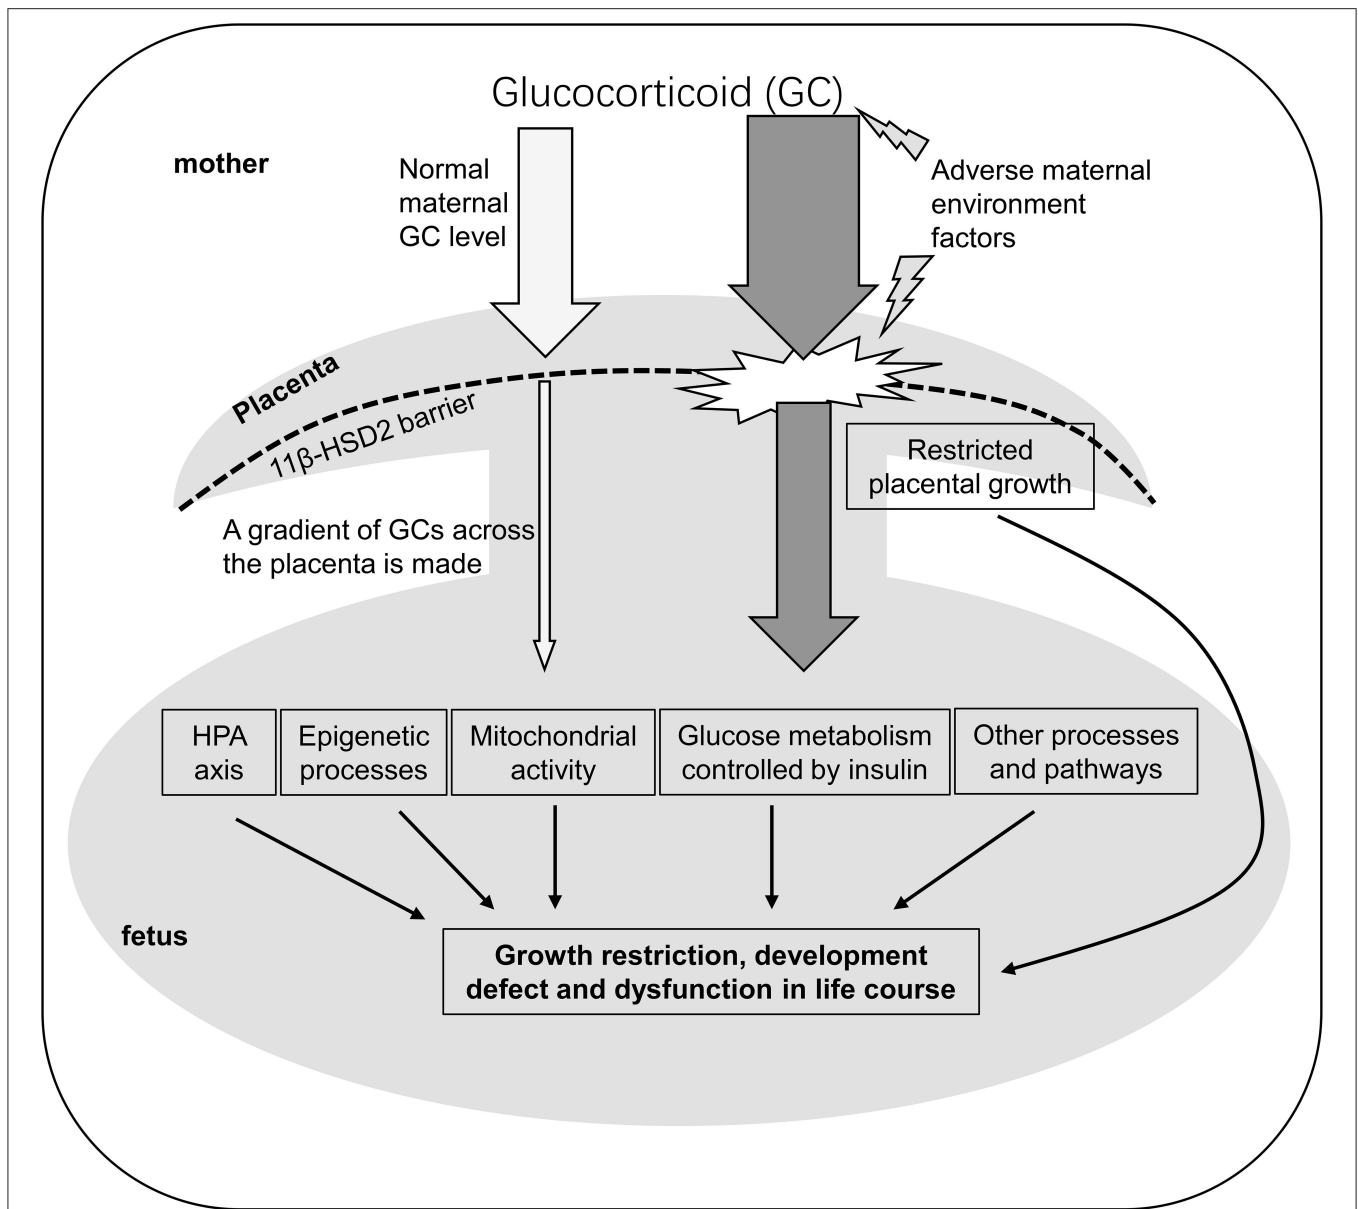 Glucocorticoid (GC)
mother
Normal
maternal
GC level
Adverse maternal
environment
factors
Placenta
11β-HSD2 barrier
Restricted
placental growth
A gradient of GCs across
the placenta is made
HPA
axis
Epigenetic
processes
Mitochondrial
activity
Glucose metabolism
controlled by insulin
Other processes
and pathways
fetus
Growth restriction, development
defect and dysfunction in life course